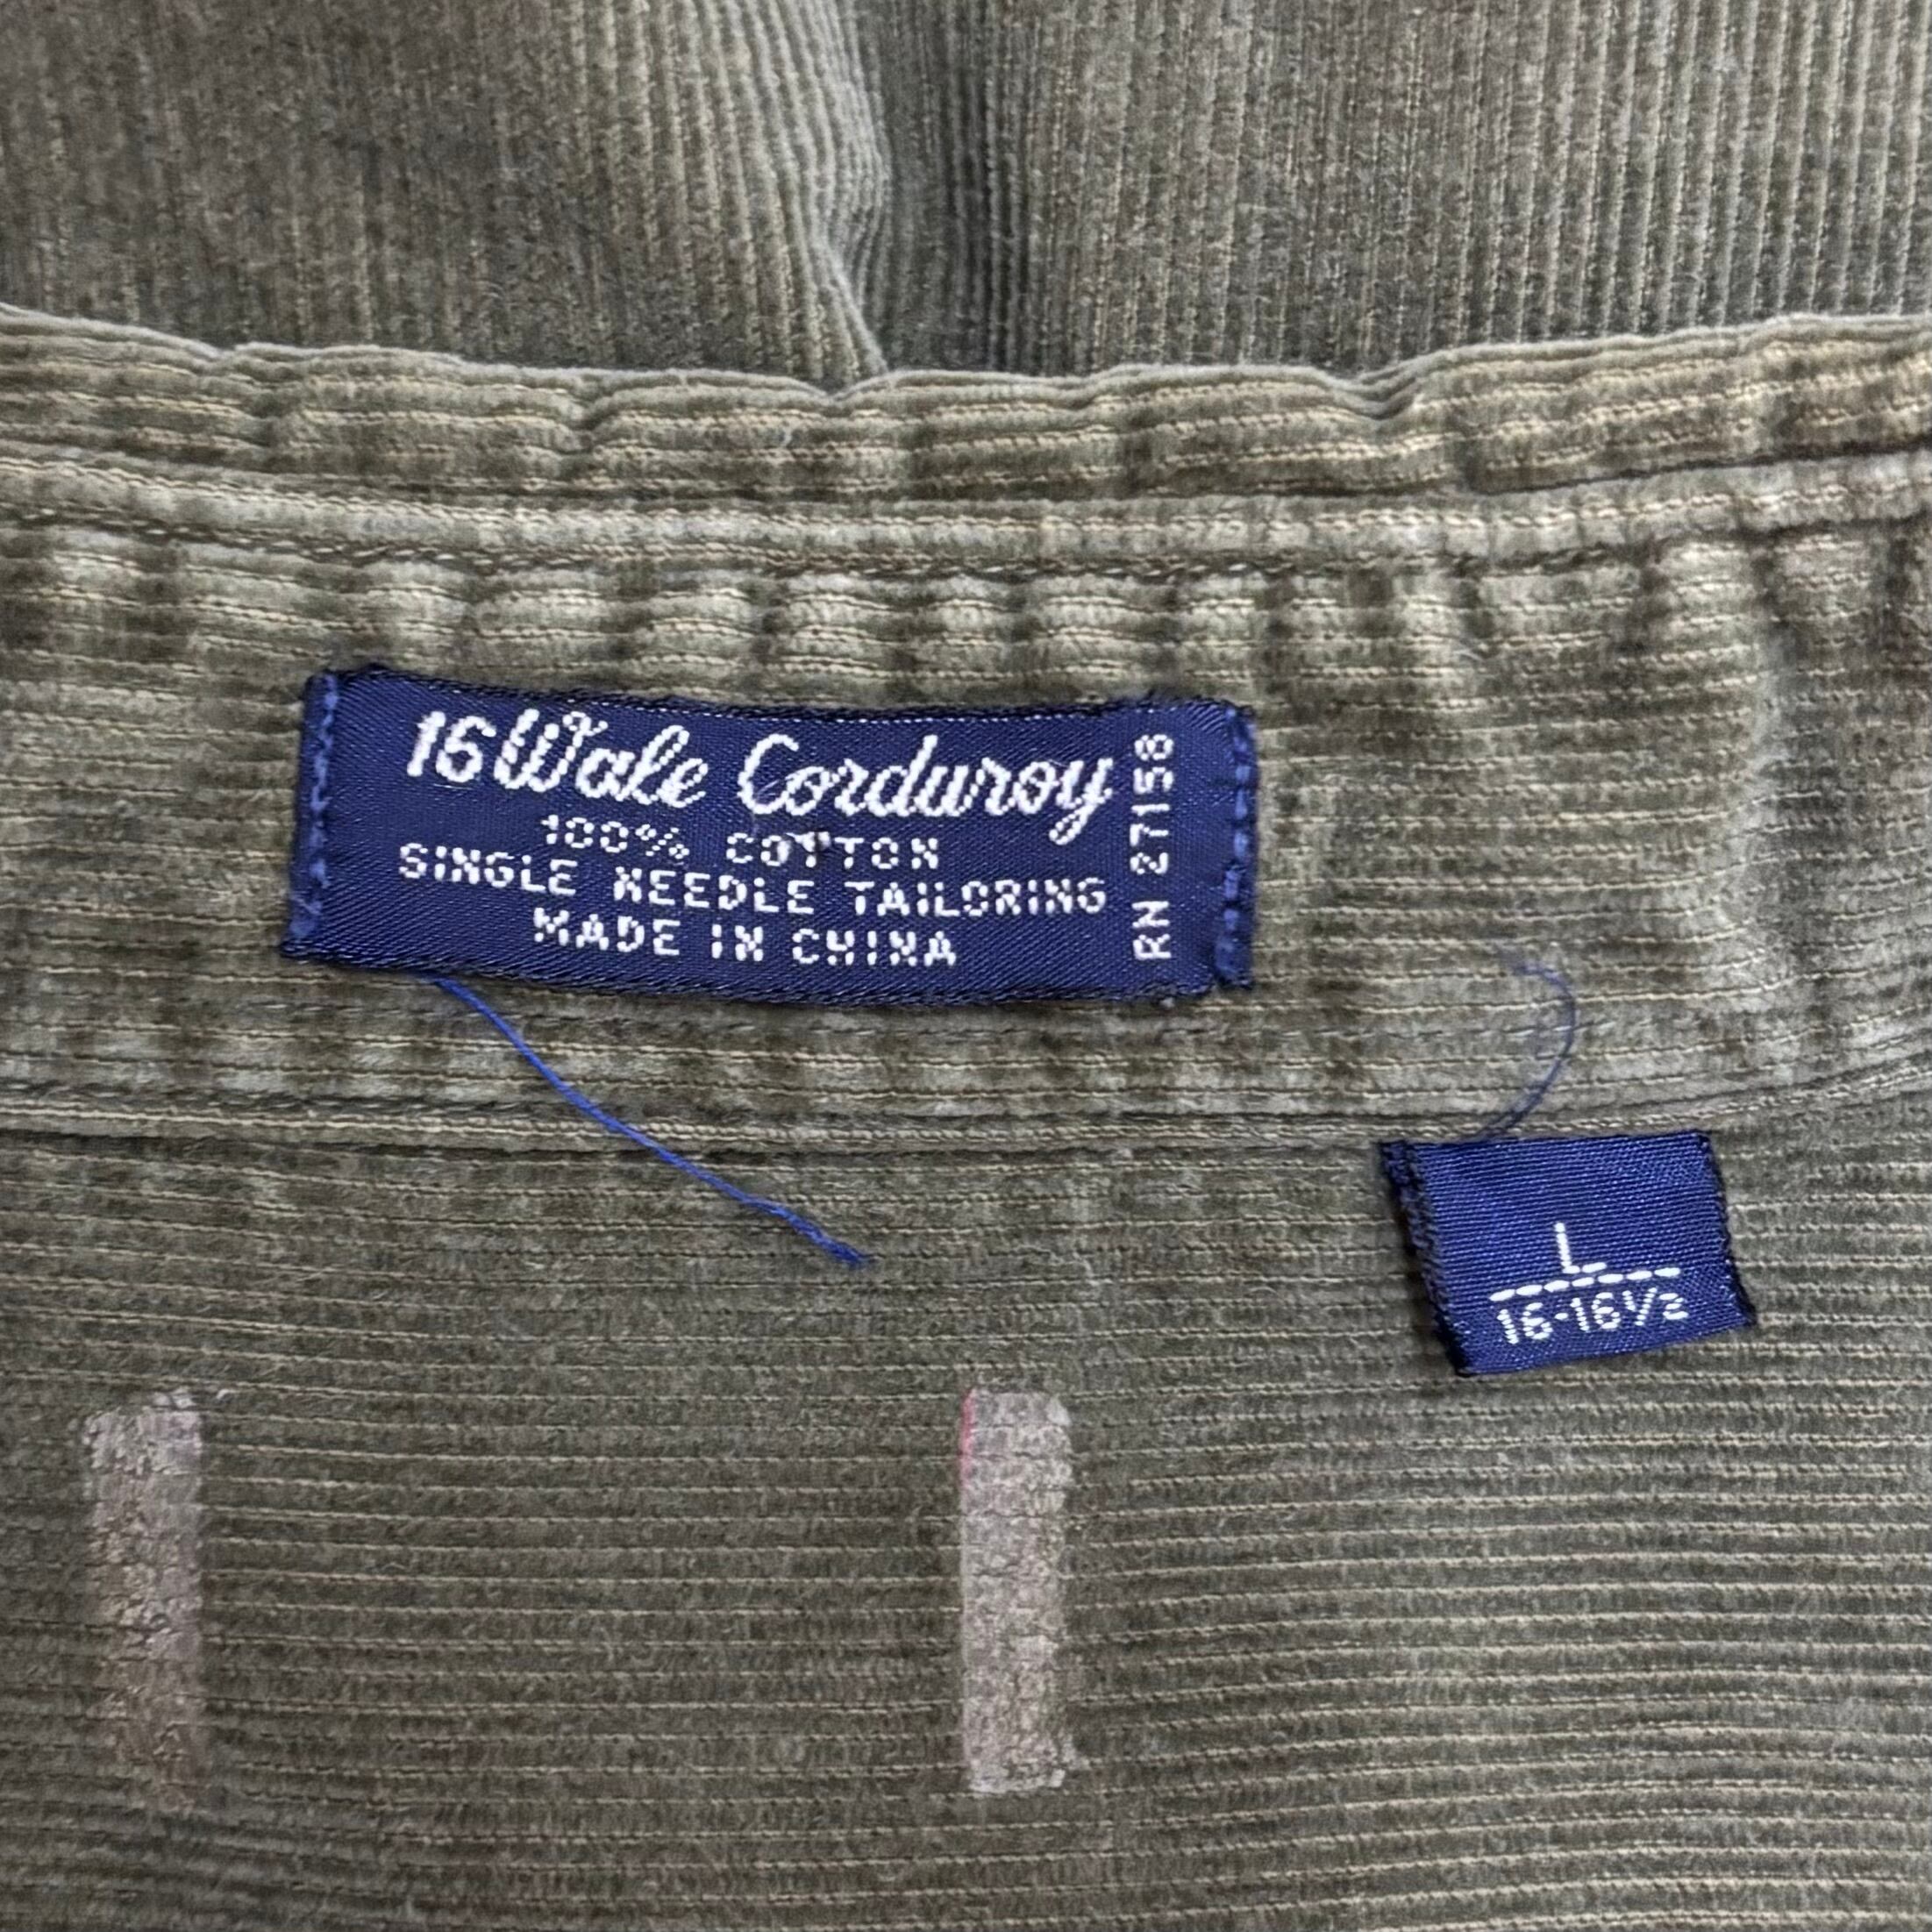 16 Wale Corduroy
100% COTTON
SINGLE NEEDLE TAILORING
MADE IN CHINA
RN 27158
L
16-16½